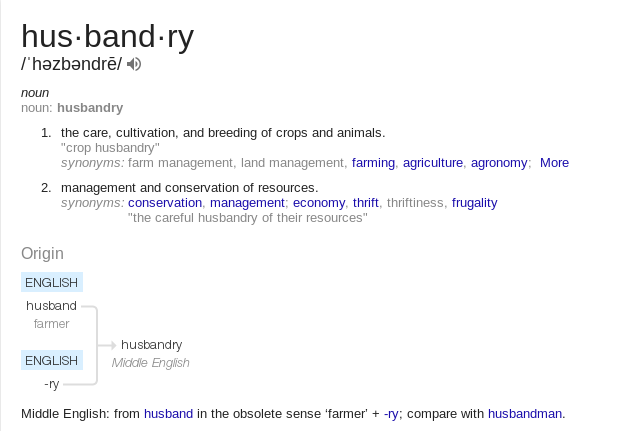 hus·band·ry
/ˈhəzbəndrē/
noun
noun: husbandry
1. the care, cultivation, and breeding of crops and animals.
"crop husbandry"
synonyms: farm management, land management, farming, agriculture, agronomy; More
2. management and conservation of resources.
synonyms: conservation, management; economy, thrift, thriftiness, frugality
"the careful husbandry of their resources"
Origin
ENGLISH
husband
farmer
husbandry
Middle English
ENGLISH
-ry
Middle English: from husband in the obsolete sense ‘farmer’ + -ry; compare with husbandman.